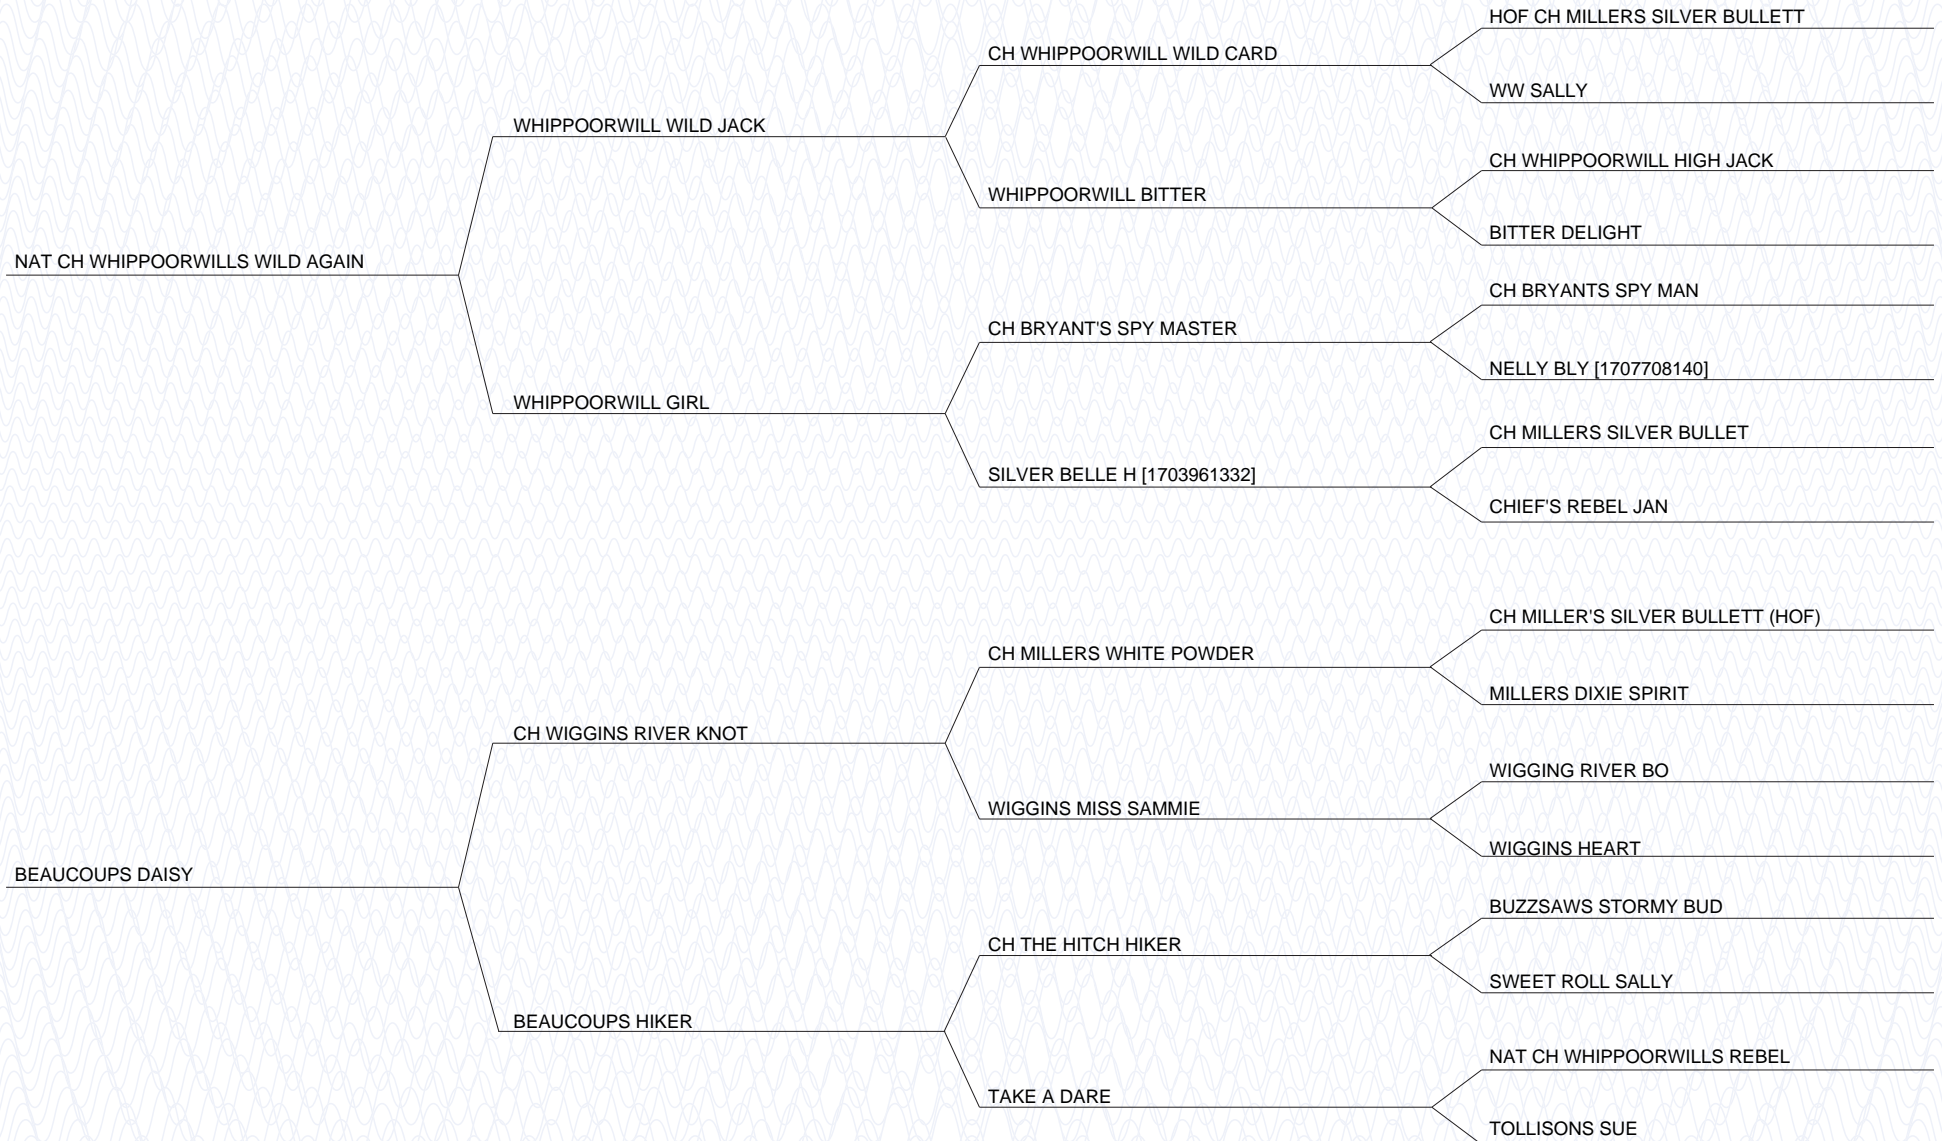 HOF CH MILLERS SILVER BULLETT
CH WHIPPOORWILL WILD CARD
WW SALLY
WHIPPOORWILL WILD JACK
CH WHIPPOORWILL HIGH JACK
WHIPPOORWILL BITTER
BITTER DELIGHT
NAT CH WHIPPOORWILLS WILD AGAIN
CH BRYANTS SPY MAN
CH BRYANT'S SPY MASTER
NELLY BLY [1707708140]
WHIPPOORWILL GIRL
CH MILLERS SILVER BULLET
SILVER BELLE H [1703961332]
CHIEF'S REBEL JAN
CH MILLER'S SILVER BULLETT (HOF)
CH MILLERS WHITE POWDER
MILLERS DIXIE SPIRIT
CH WIGGINS RIVER KNOT
WIGGING RIVER BO
WIGGINS MISS SAMMIE
WIGGINS HEART
BEAUCOUPS DAISY
BUZZSAWS STORMY BUD
CH THE HITCH HIKER
SWEET ROLL SALLY
BEAUCOUPS HIKER
NAT CH WHIPPOORWILLS REBEL
TAKE A DARE
TOLLISONS SUE